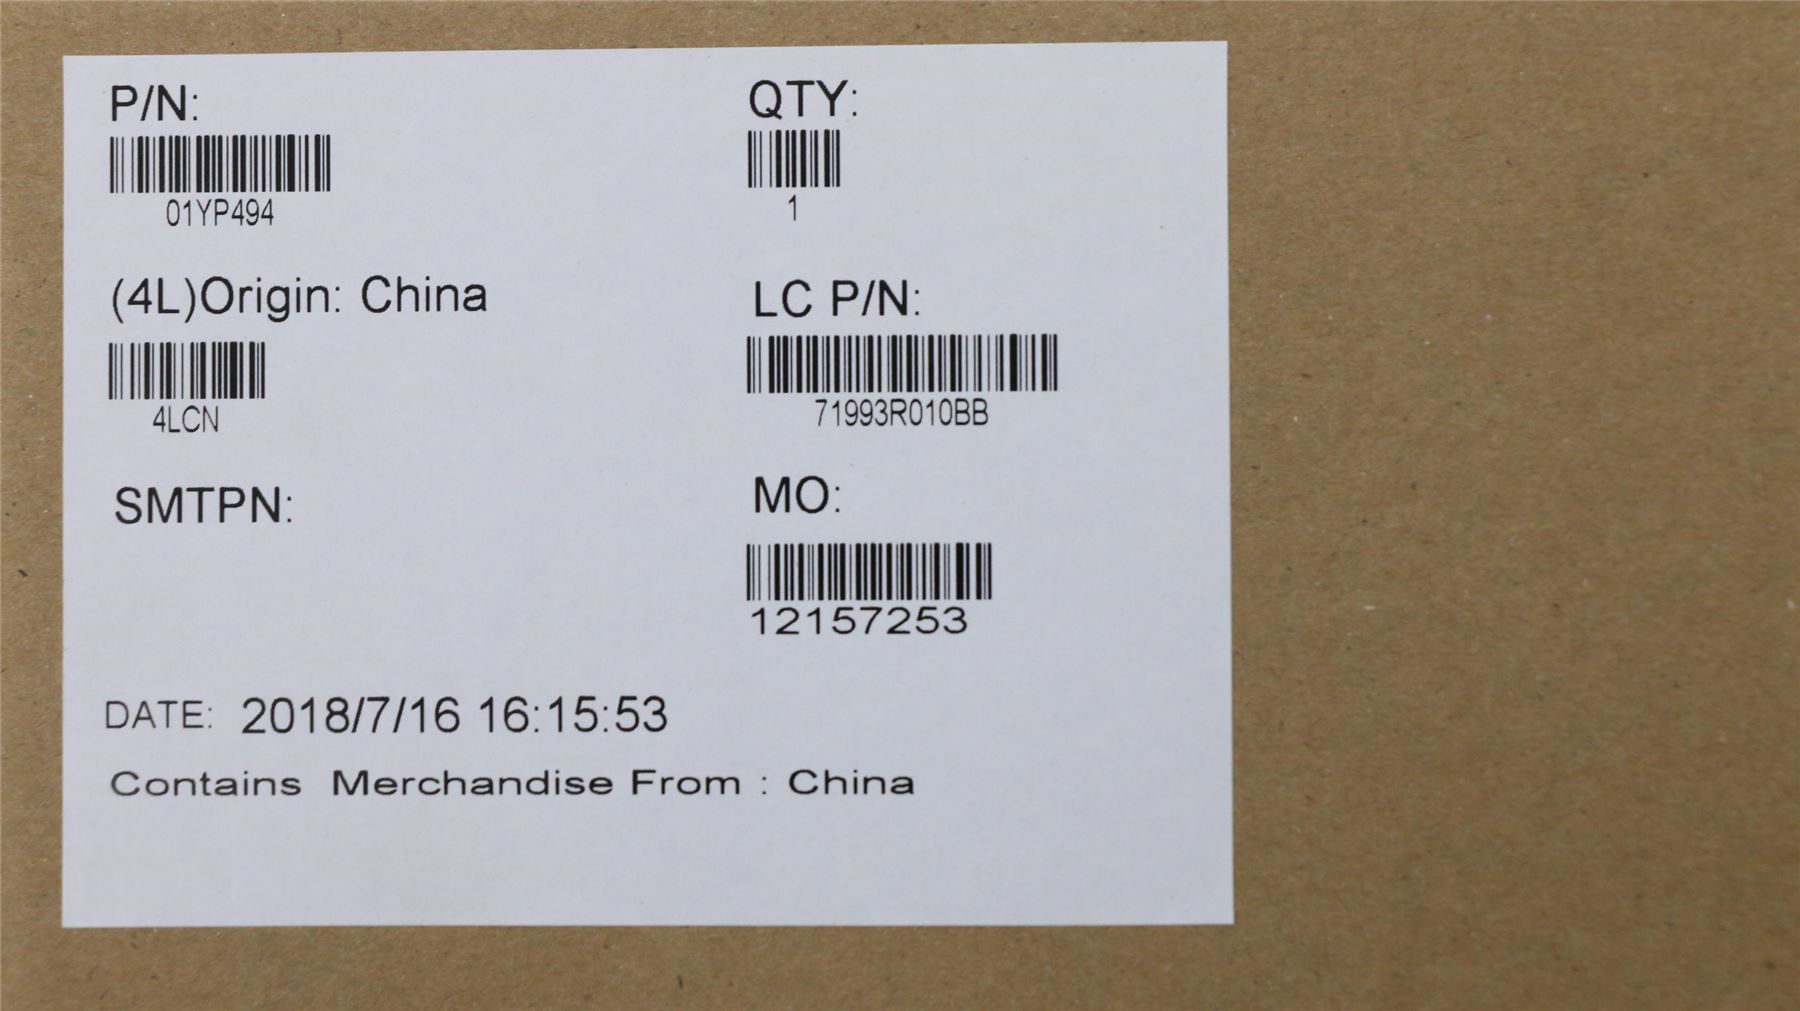 P/N:
01YP494
QTY:
1
(4L)Origin: China
4LCN
LC P/N:
71993R010BB
SMTPN:
MO:
12157253
DATE: 2018/7/16 16:15:53
Contains Merchandise From : China